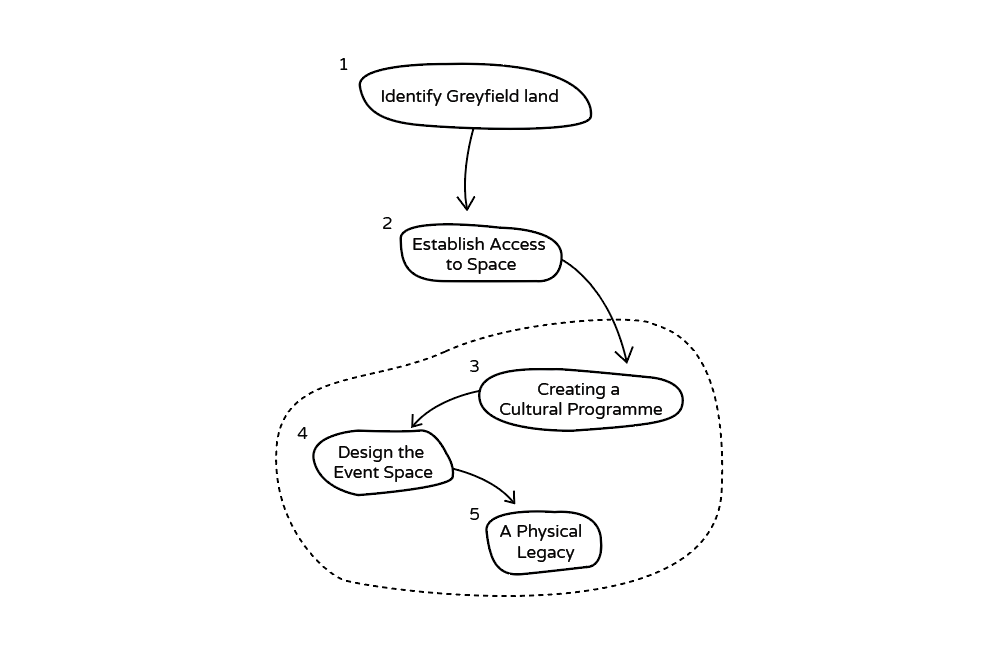 1
Identify Greyfield land
2
Establish Access
to Space
3
Creating a
Cultural Programme
4
Design the
Event Space
5
A Physical
Legacy